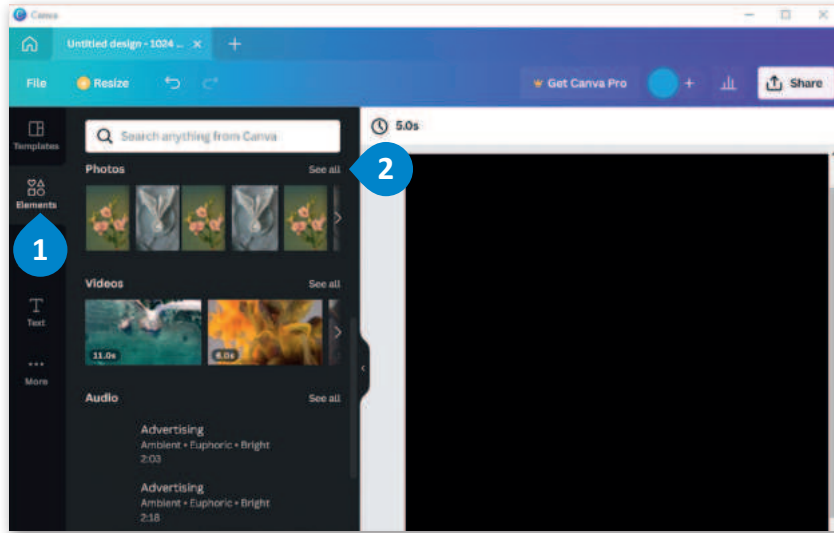 Canva
Untitled design - 1024 ...
File
Resize
Get Canva Pro
Share
Templates
Elements
1
Text
More
Search anything from Canva
Photos
See all
2
Videos
See all
11.0s
6.0s
Audio
See all
Advertising
Ambient • Euphoric • Bright
2:03
Advertising
Ambient • Euphoric • Bright
2:18
5.0s